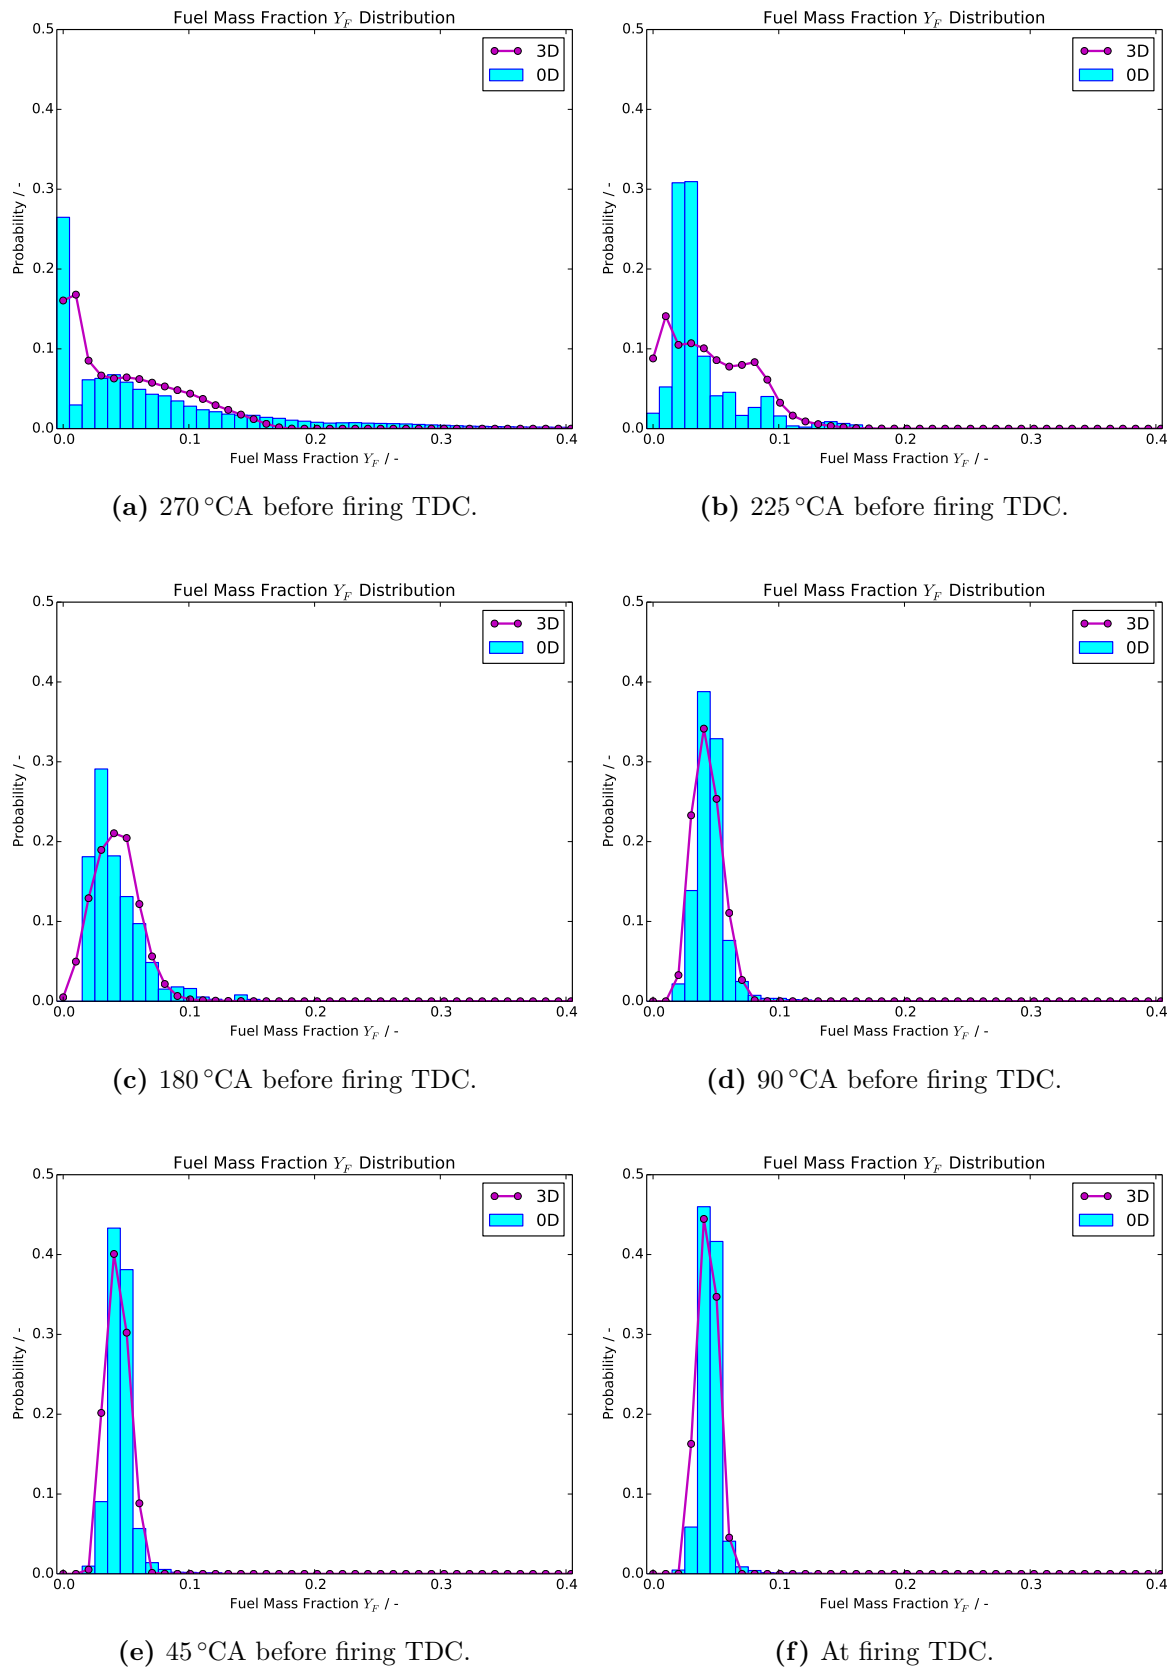 Fuel Mass Fraction Y_F Distribution
0.5
0.4
0.3
0.2
0.1
0.0
Probability / -
3D
0D
0.0 0.1 0.2 0.3 0.4
Fuel Mass Fraction Y_F / -
(a) 270 °CA before firing TDC.
Fuel Mass Fraction Y_F Distribution
0.5
0.4
0.3
0.2
0.1
0.0
Probability / -
3D
0D
0.0 0.1 0.2 0.3 0.4
Fuel Mass Fraction Y_F / -
(b) 225 °CA before firing TDC.
Fuel Mass Fraction Y_F Distribution
0.5
0.4
0.3
0.2
0.1
0.0
Probability / -
3D
0D
0.0 0.1 0.2 0.3 0.4
Fuel Mass Fraction Y_F / -
(c) 180 °CA before firing TDC.
Fuel Mass Fraction Y_F Distribution
0.5
0.4
0.3
0.2
0.1
0.0
Probability / -
3D
0D
0.0 0.1 0.2 0.3 0.4
Fuel Mass Fraction Y_F / -
(d) 90 °CA before firing TDC.
Fuel Mass Fraction Y_F Distribution
0.5
0.4
0.3
0.2
0.1
0.0
Probability / -
3D
0D
0.0 0.1 0.2 0.3 0.4
Fuel Mass Fraction Y_F / -
(e) 45 °CA before firing TDC.
Fuel Mass Fraction Y_F Distribution
0.5
0.4
0.3
0.2
0.1
0.0
Probability / -
3D
0D
0.0 0.1 0.2 0.3 0.4
Fuel Mass Fraction Y_F / -
(f) At firing TDC.